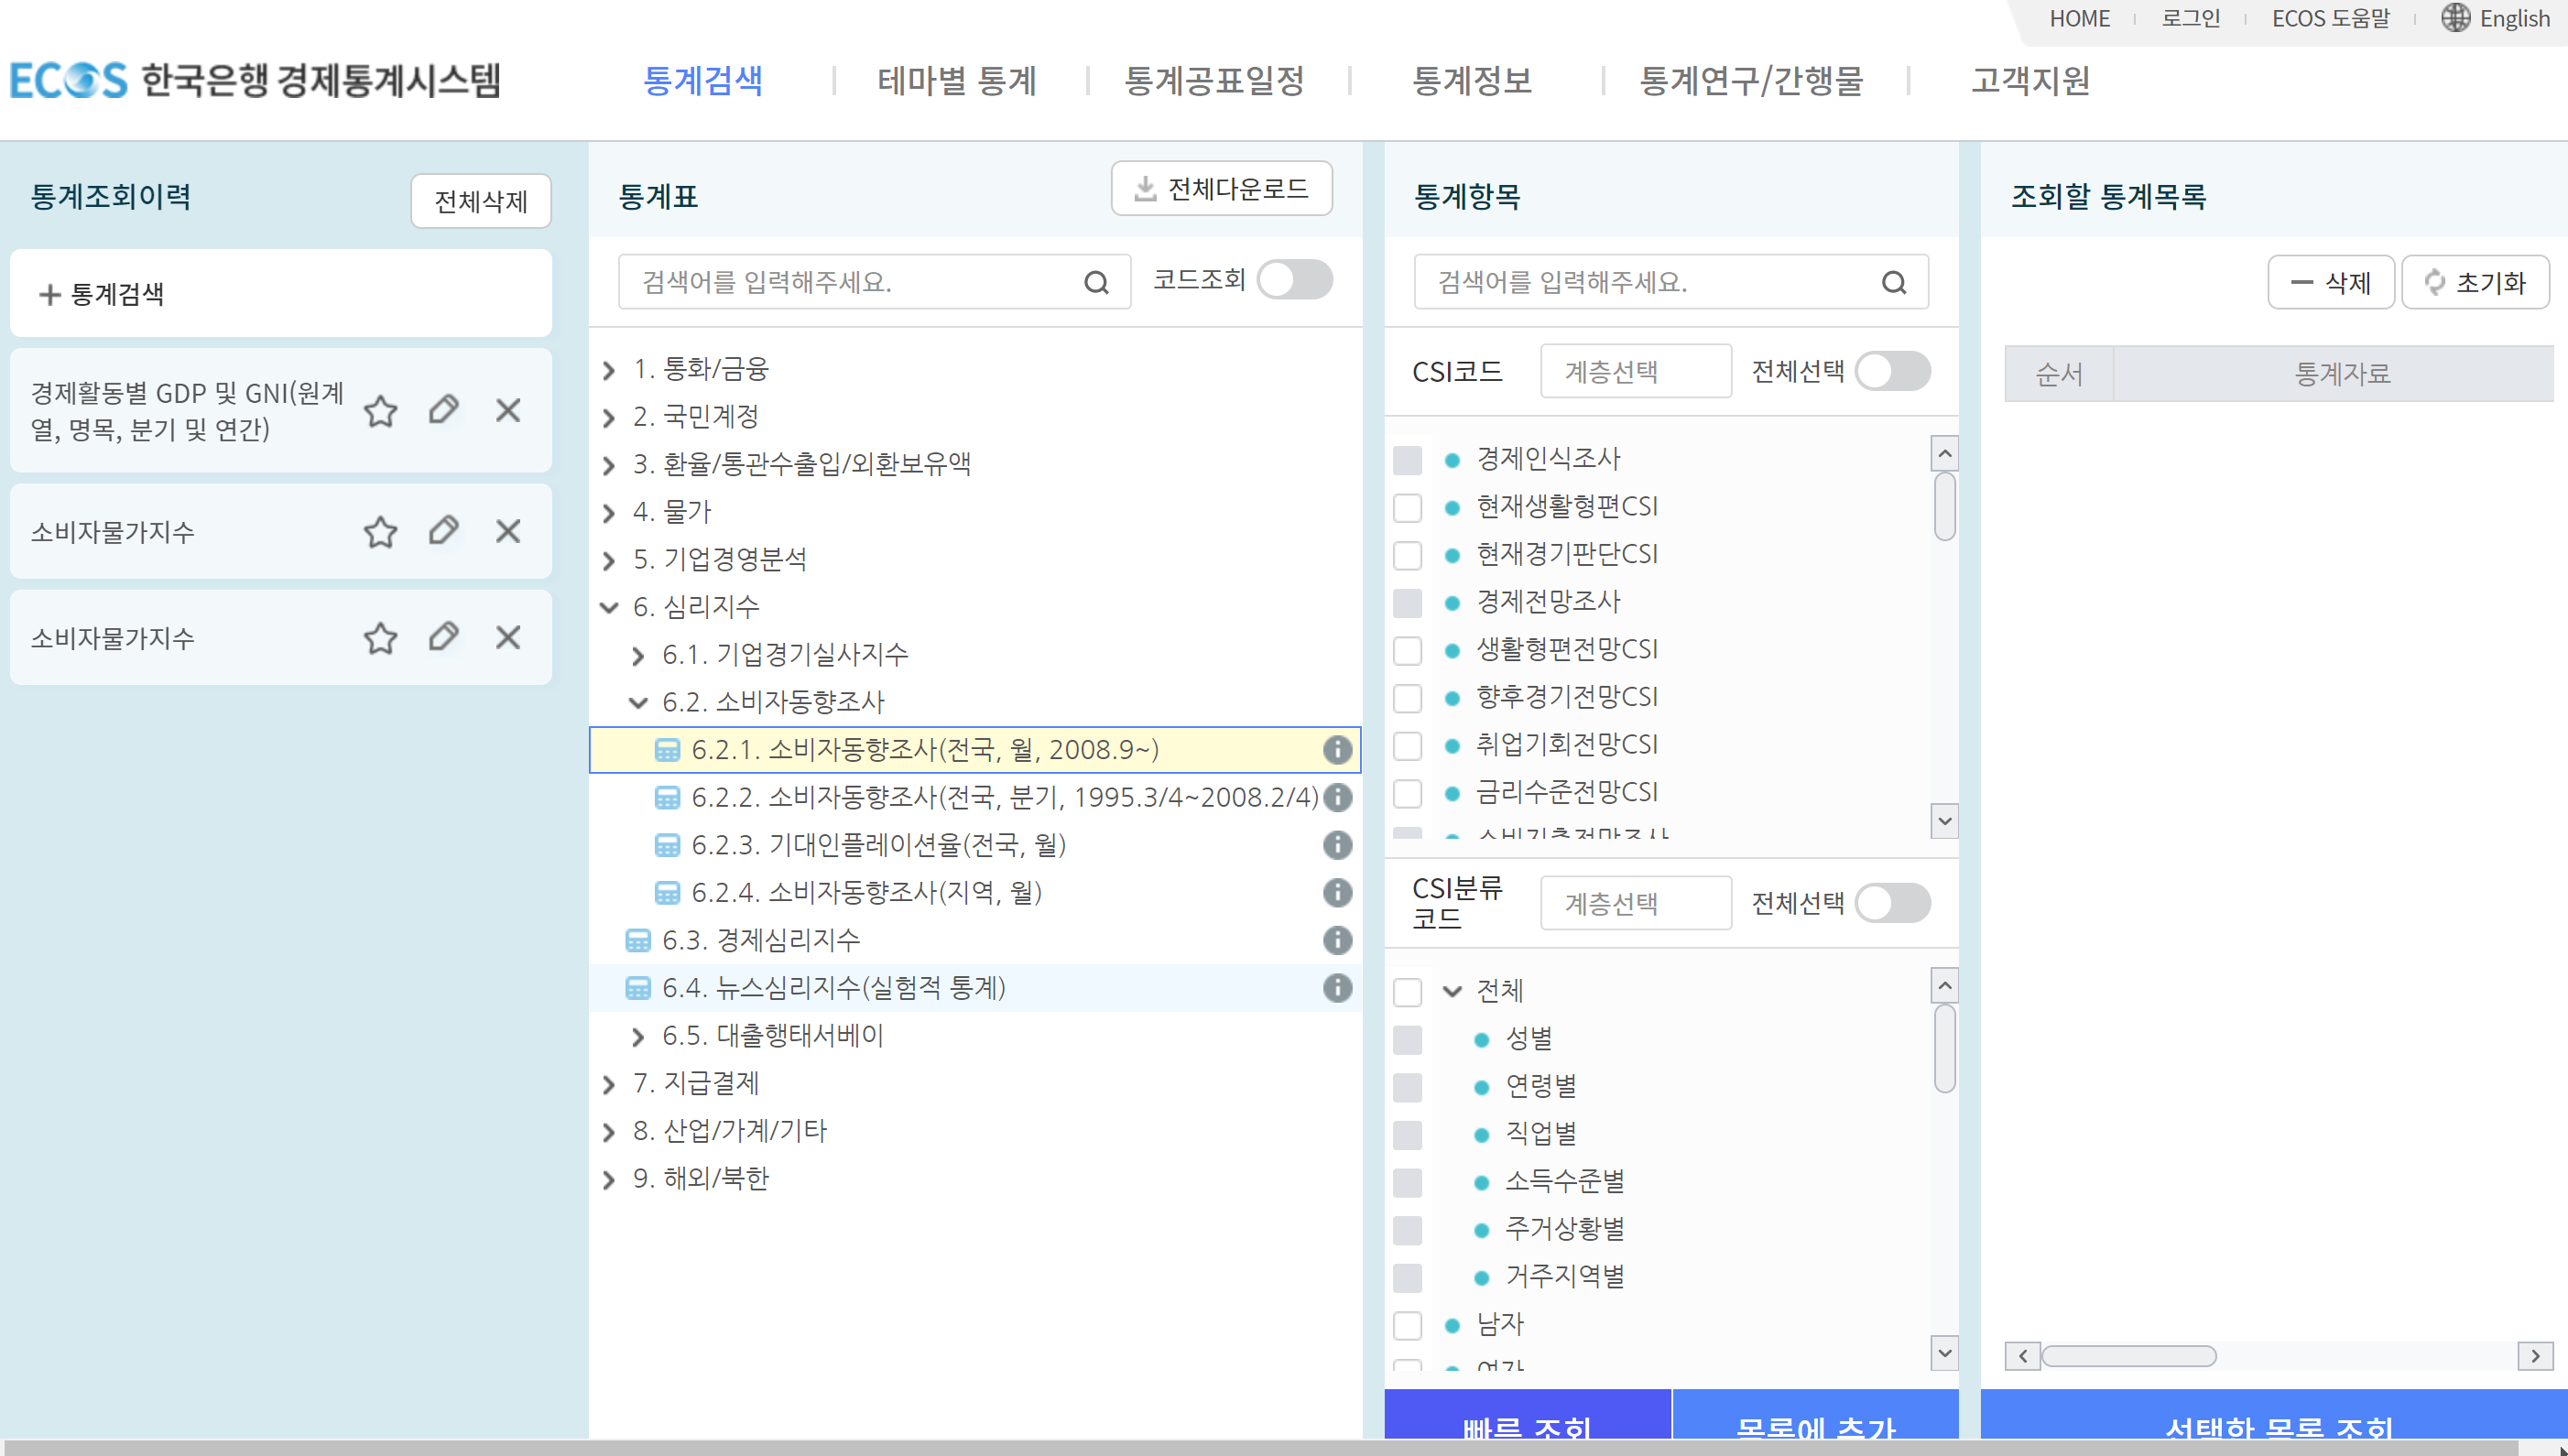 HOME
로그인
ECOS 도움말
English
ECOS 한국은행 경제통계시스템
통계검색
테마별 통계
통계공표일정
통계정보
통계연구/간행물
고객지원
통계조회이력
전체삭제
통계검색
경제활동별 GDP 및 GNI(원계
열, 명목, 분기 및 연간)
소비자물가지수
소비자물가지수
통계표
전체다운로드
검색어를 입력해주세요.
코드조회
1. 통화/금융
2. 국민계정
3. 환율/통관수출입/외환보유액
4. 물가
5. 기업경영분석
6. 심리지수
6.1. 기업경기실사지수
6.2. 소비자동향조사
6.2.1. 소비자동향조사(전국, 월, 2008.9~)
6.2.2. 소비자동향조사(전국, 분기, 1995.3/4~2008.2/4)
6.2.3. 기대인플레이션율(전국, 월)
6.2.4. 소비자동향조사(지역, 월)
6.3. 경제심리지수
6.4. 뉴스심리지수(실험적 통계)
6.5. 대출행태서베이
7. 지급결제
8. 산업/가계/기타
9. 해외/북한
통계항목
검색어를 입력해주세요.
CSI코드
계층선택
전체선택
경제인식조사
현재생활형편CSI
현재경기판단CSI
경제전망조사
생활형편전망CSI
향후경기전망CSI
취업기회전망CSI
금리수준전망CSI
소비지출전망조사
CSI분류
코드
계층선택
전체선택
전체
성별
연령별
직업별
소득수준별
주거상황별
거주지역별
남자
여자
빠른 조회
목록에 추가
조회할 통계목록
삭제
초기화
순서
통계자료
선택한 목록 조회